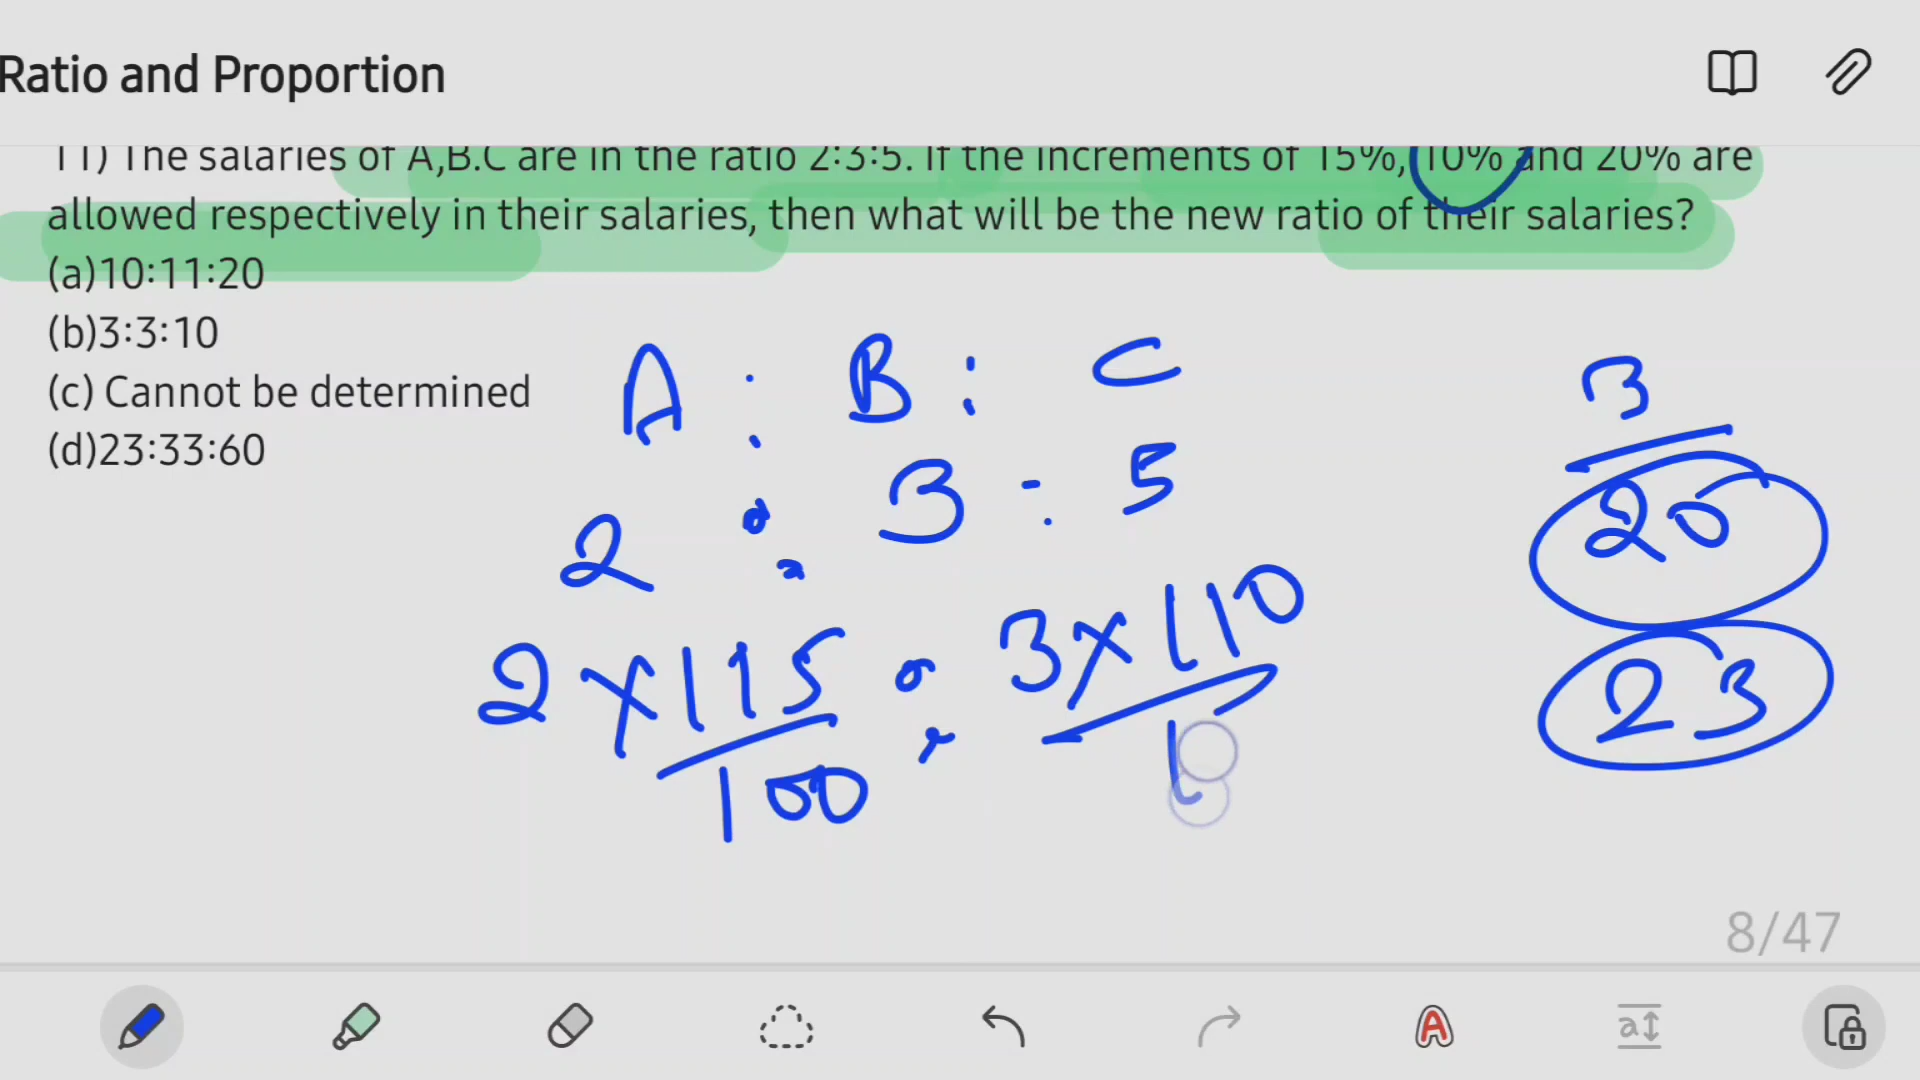 Ratio and Proportion
11) The salaries of A,B.C are in the ratio 2:3:5. If the increments of 15%, 10% and 20% are
allowed respectively in their salaries, then what will be the new ratio of their salaries?
(a)10:11:20
(b)3:3:10
(c) Cannot be determined
(d)23:33:60
A : B : C
2 : 3 : 5
2×115/100 : 3×110/1
3
20
23
8/47
A
a